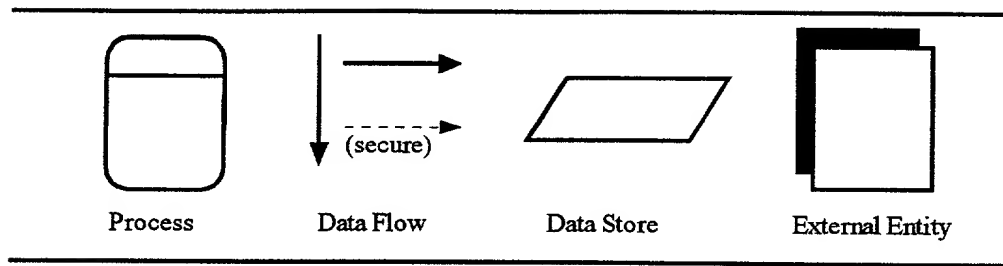 (secure)
Process
Data Flow
Data Store
External Entity